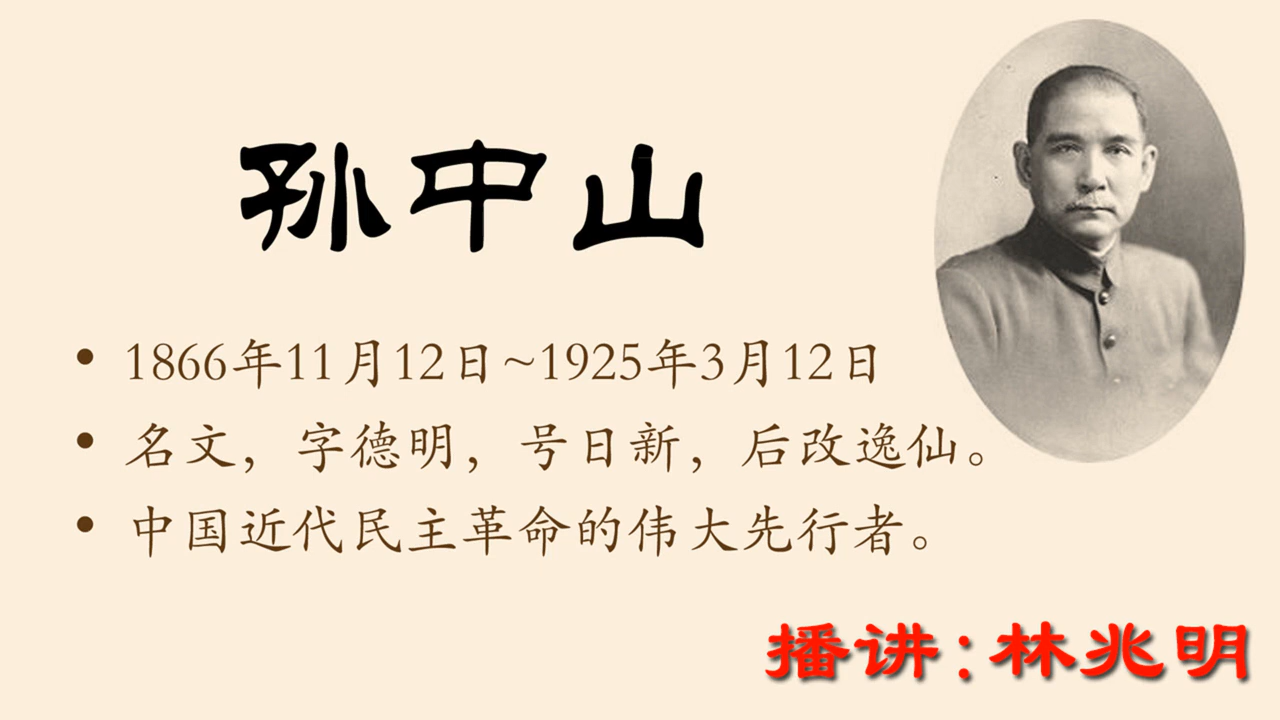 孙中山
• 1866年11月12日~1925年3月12日
• 名文，字德明，号日新，后改逸仙。
• 中国近代民主革命的伟大先行者。
播讲:林兆明